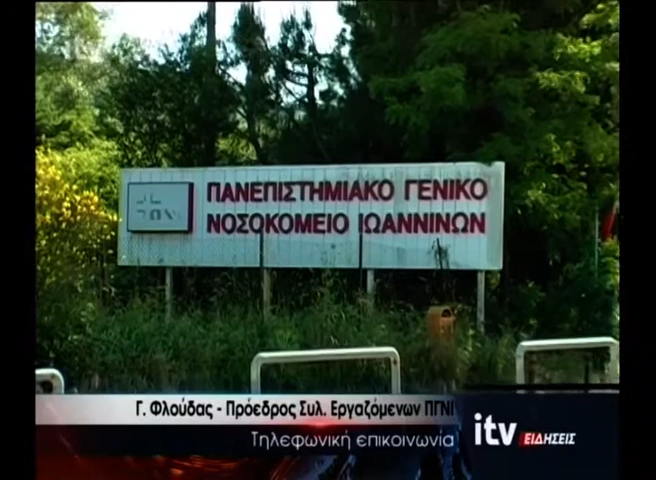 ΠΑΝΕΠΙΣΤΗΜΙΑΚΟ ΓΕΝΙΚΟ
ΝΟΣΟΚΟΜΕΙΟ ΙΩΑΝΝΙΝΩΝ
Γ. Φλούδας - Πρόεδρος Συλ. Εργαζόμενων ΠΓΝΙ
Τηλεφωνική επικοινωνία
itv ΕΙΔΗΣΕΙΣ